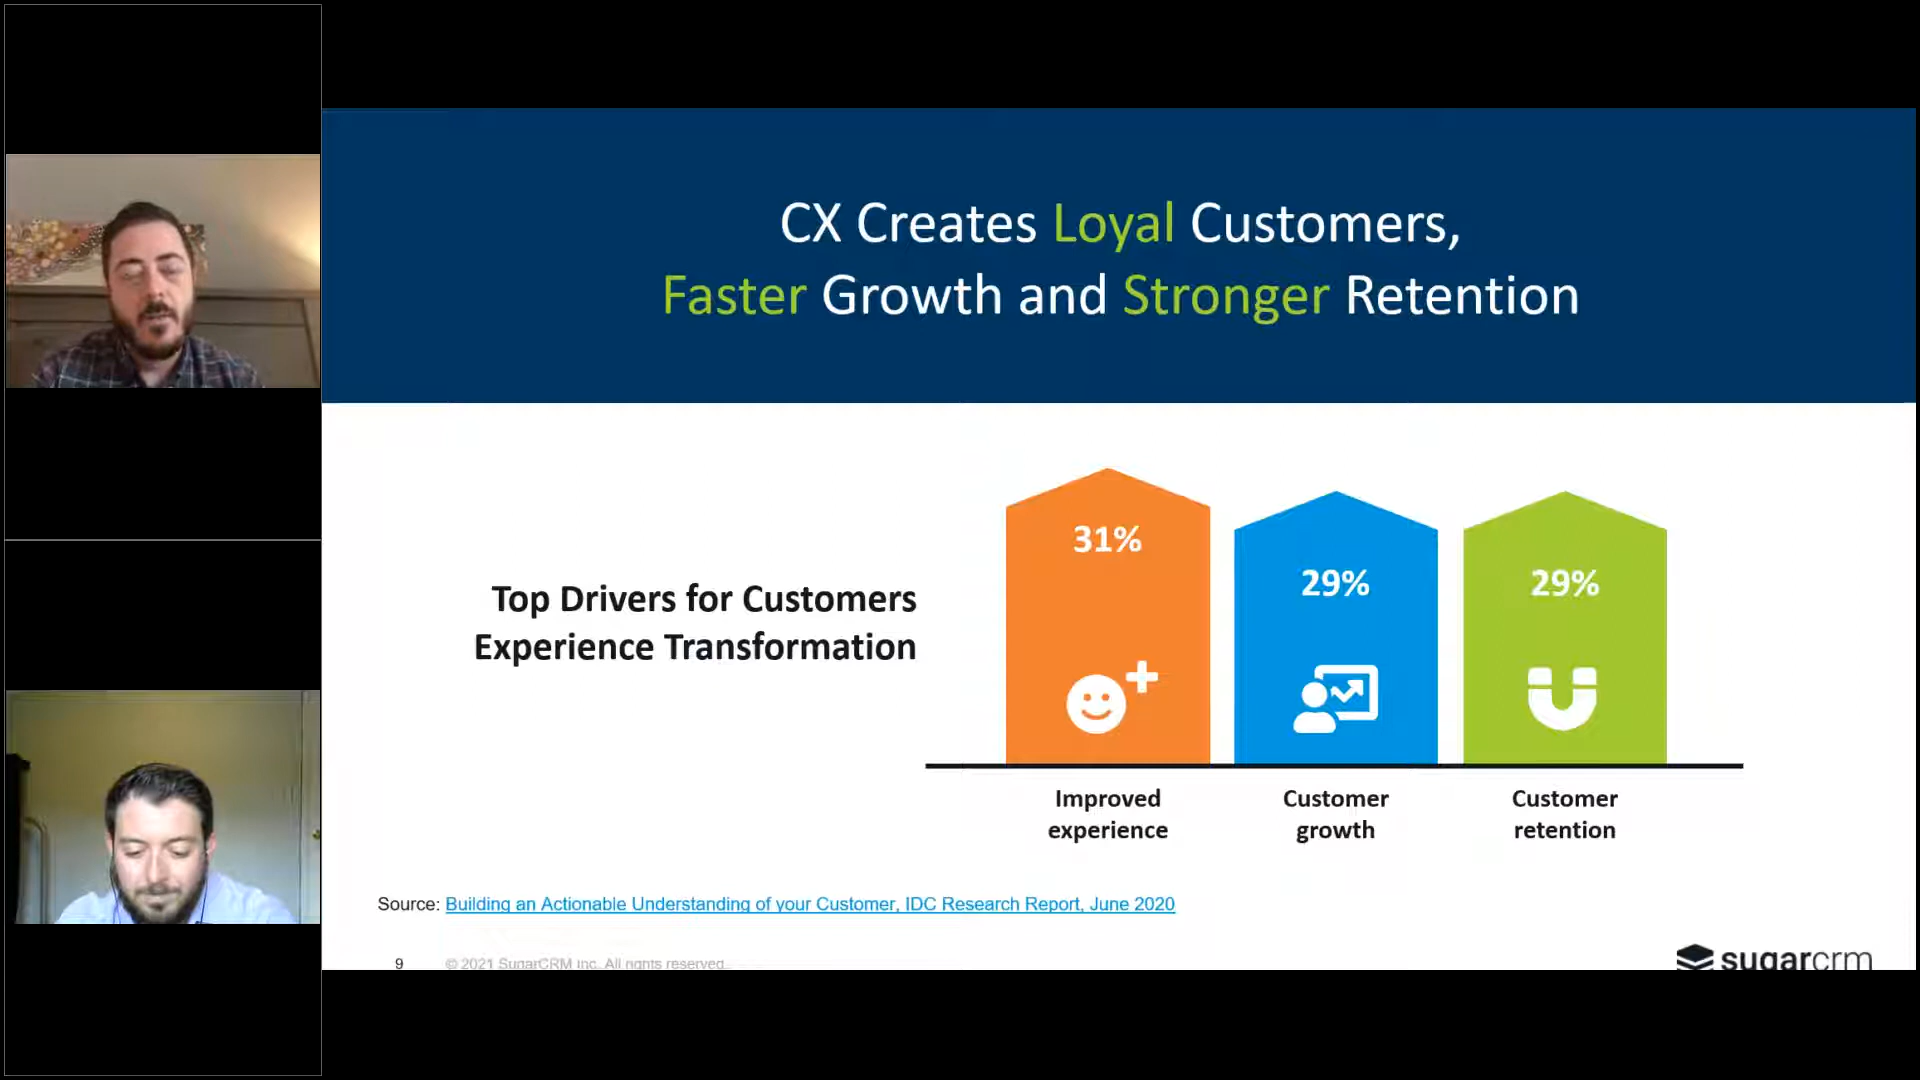 CX Creates Loyal Customers,
Faster Growth and Stronger Retention
Top Drivers for Customers
Experience Transformation
31%
29%
29%
Improved
experience
Customer
growth
Customer
retention
Source: Building an Actionable Understanding of your Customer, IDC Research Report, June 2020
9
© 2021 SugarCRM Inc. All rights reserved.
sugarcrm